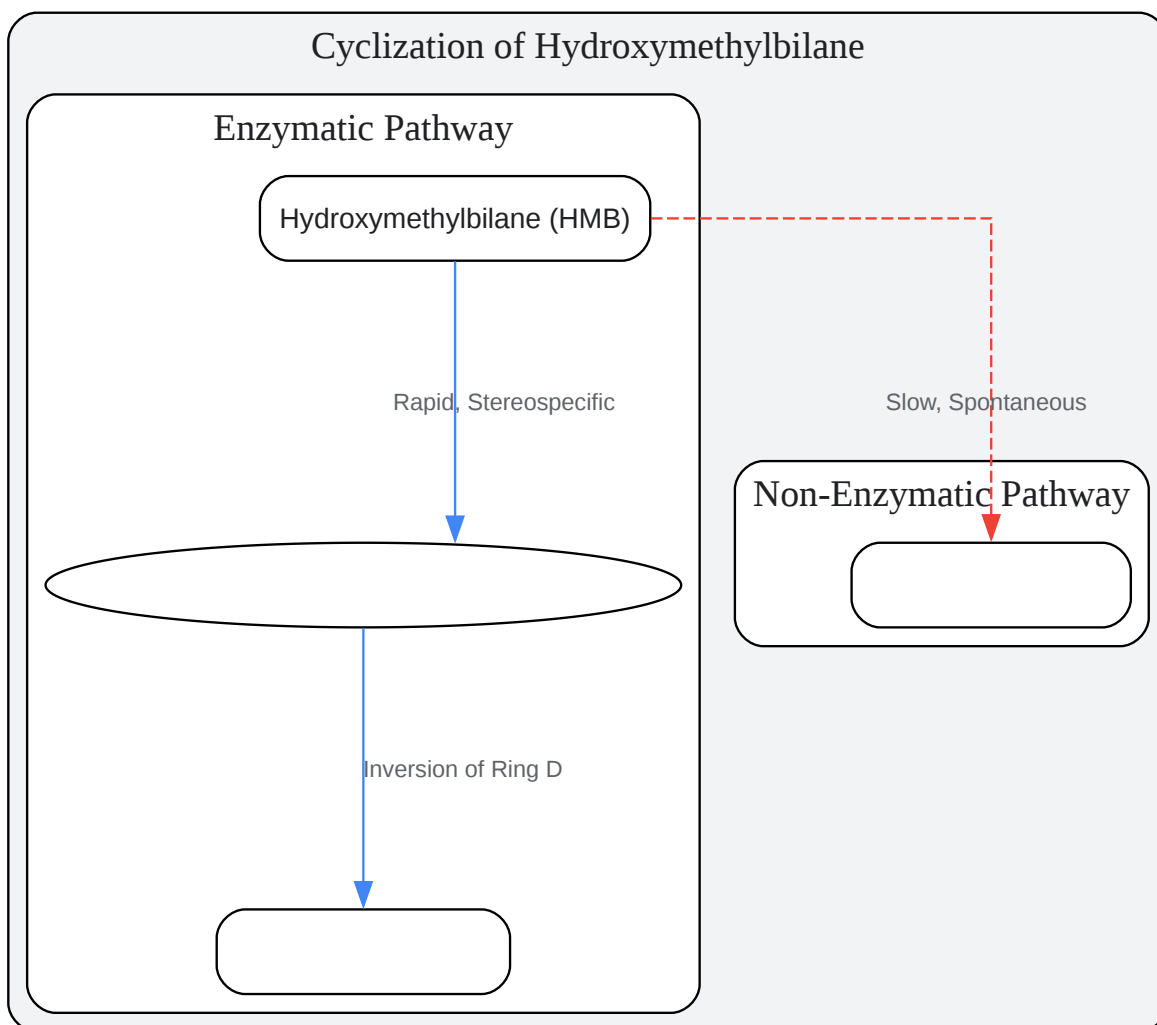 Cyclization of Hydroxymethylbilane
Enzymatic Pathway
Hydroxymethylbilane (HMB)
Rapid, Stereospecific
Slow, Spontaneous
Non-Enzymatic Pathway
Inversion of Ring D